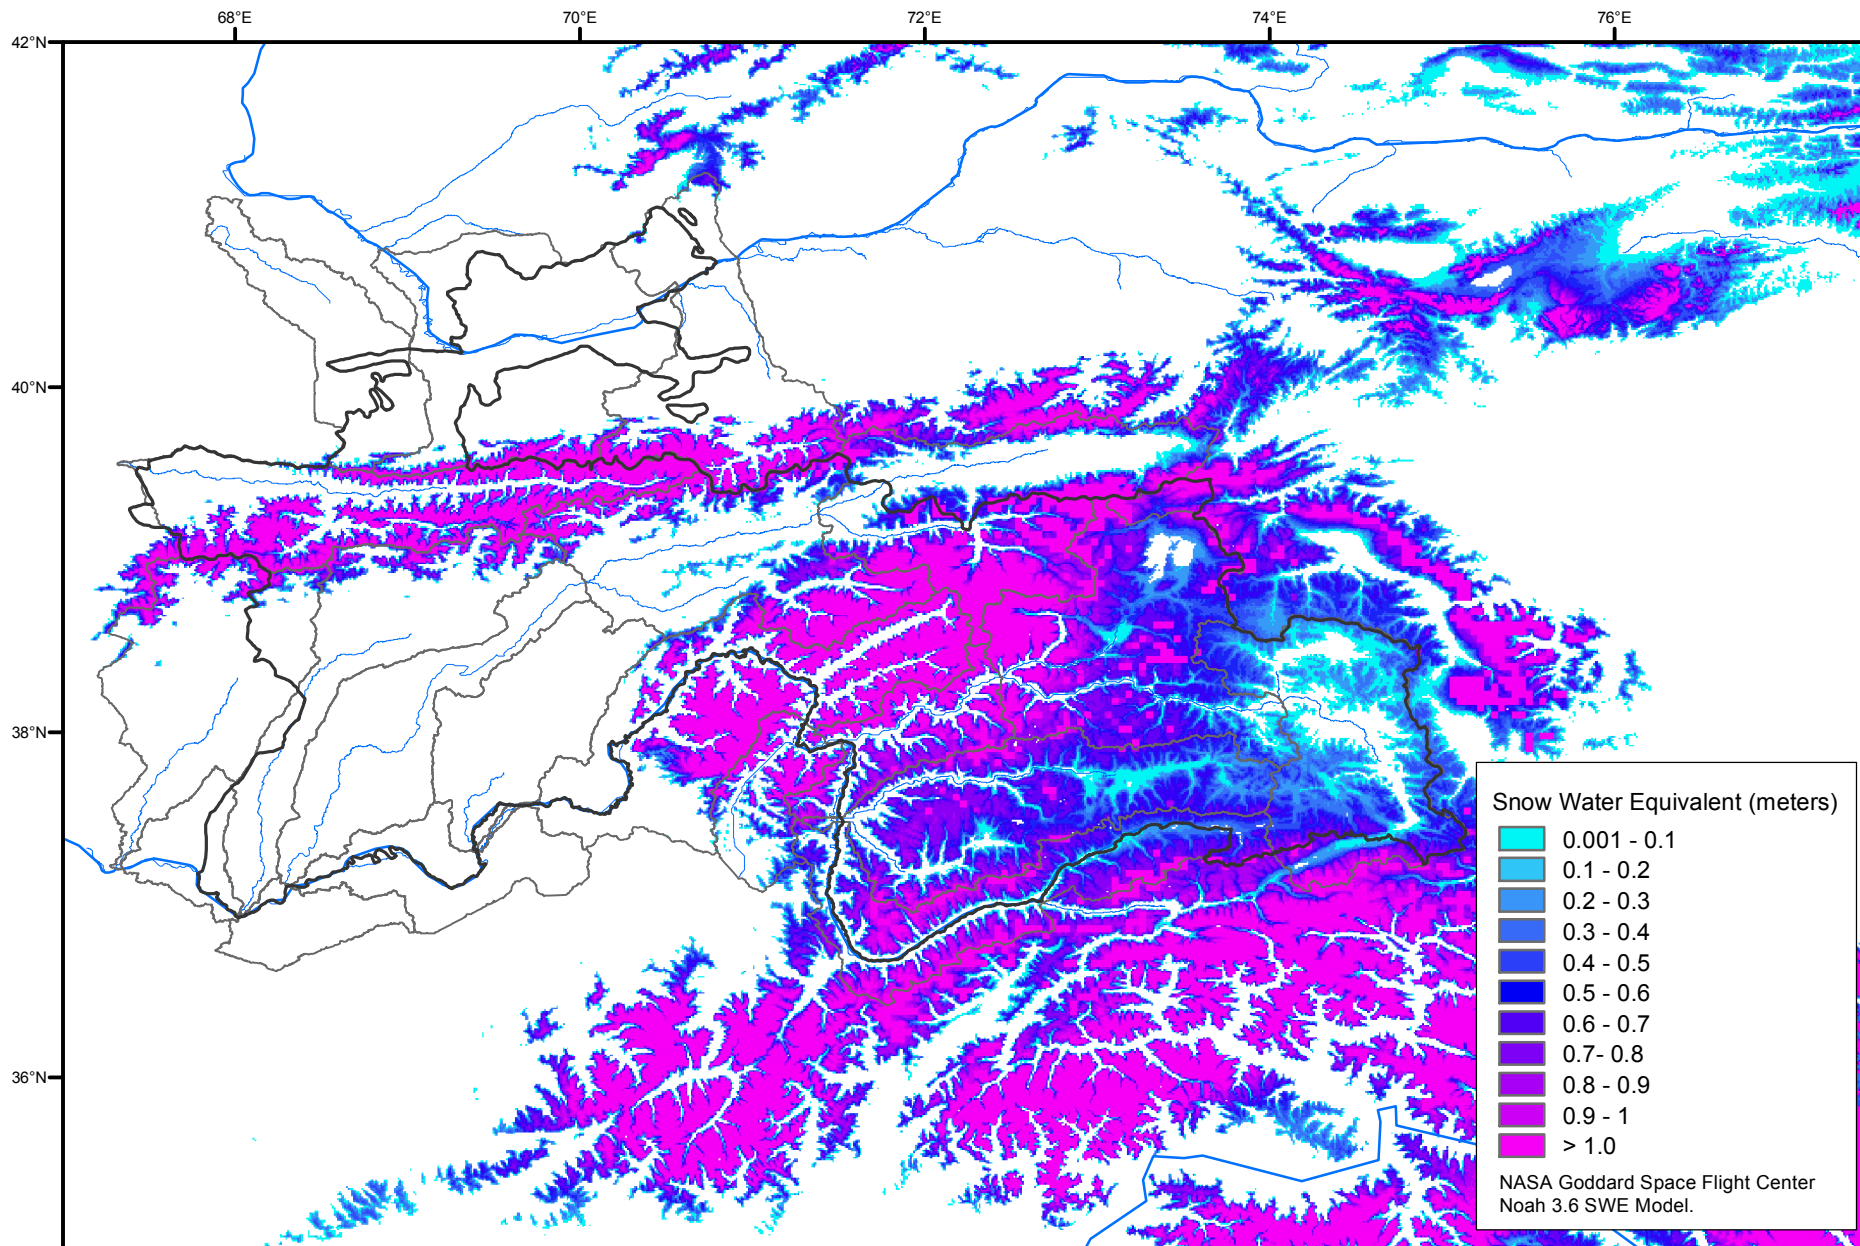 68°E
70°E
72°E
74°E
76°E
42°N
40°N
38°N
36°N
Snow Water Equivalent (meters)
0.001 - 0.1
0.1 - 0.2
0.2 - 0.3
0.3 - 0.4
0.4 - 0.5
0.5 - 0.6
0.6 - 0.7
0.7- 0.8
0.8 - 0.9
0.9 - 1
> 1.0
NASA Goddard Space Flight Center
Noah 3.6 SWE Model.